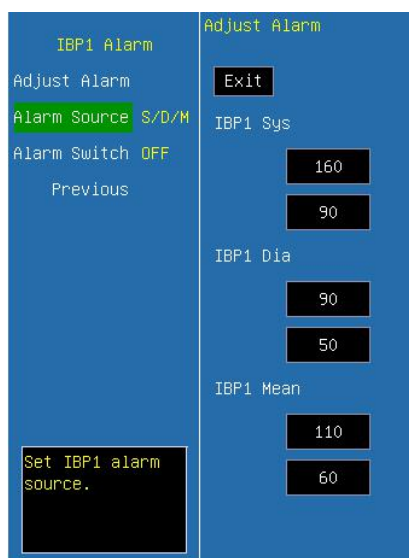 IBP1 Alarm
Adjust Alarm
Alarm Source S/D/M
Alarm Switch OFF
Previous
Set IBP1 alarm
source.
Adjust Alarm
Exit
IBP1 Sys
160
90
IBP1 Dia
90
50
IBP1 Mean
110
60